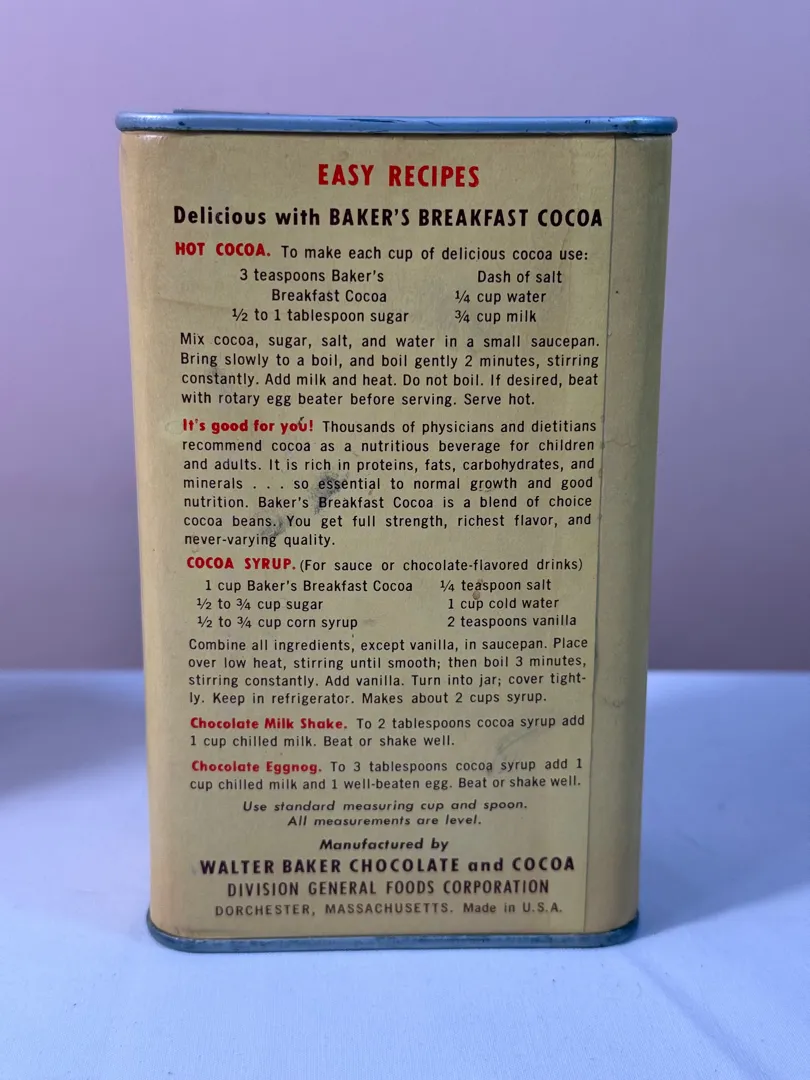 EASY RECIPES
Delicious with BAKER'S BREAKFAST COCOA
HOT COCOA. To make each cup of delicious cocoa use:
3 teaspoons Baker's Dash of salt
Breakfast Cocoa ¼ cup water
½ to 1 tablespoon sugar ¾ cup milk
Mix cocoa, sugar, salt, and water in a small saucepan.
Bring slowly to a boil, and boil gently 2 minutes, stirring
constantly. Add milk and heat. Do not boil. If desired, beat
with rotary egg beater before serving. Serve hot.
It's good for you! Thousands of physicians and dietitians
recommend cocoa as a nutritious beverage for children
and adults. It is rich in proteins, fats, carbohydrates, and
minerals . . . so essential to normal growth and good
nutrition. Baker's Breakfast Cocoa is a blend of choice
cocoa beans. You get full strength, richest flavor, and
never-varying quality.
COCOA SYRUP. (For sauce or chocolate-flavored drinks)
1 cup Baker's Breakfast Cocoa ¼ teaspoon salt
½ to ¾ cup sugar 1 cup cold water
½ to ¾ cup corn syrup 2 teaspoons vanilla
Combine all ingredients, except vanilla, in saucepan. Place
over low heat, stirring until smooth; then boil 3 minutes,
stirring constantly. Add vanilla. Turn into jar; cover tight-
ly. Keep in refrigerator. Makes about 2 cups syrup.
Chocolate Milk Shake. To 2 tablespoons cocoa syrup add
1 cup chilled milk. Beat or shake well.
Chocolate Eggnog. To 3 tablespoons cocoa syrup add 1
cup chilled milk and 1 well-beaten egg. Beat or shake well.
Use standard measuring cup and spoon.
All measurements are level.
Manufactured by
WALTER BAKER CHOCOLATE and COCOA
DIVISION GENERAL FOODS CORPORATION
DORCHESTER, MASSACHUSETTS. Made in U.S.A.